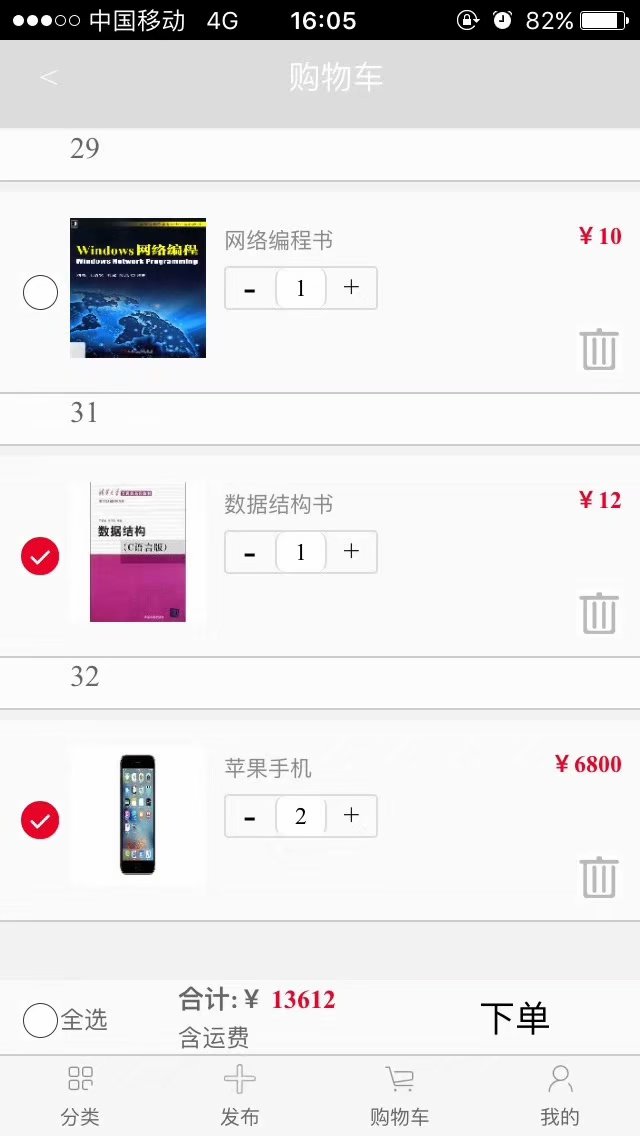 中国移动 4G 16:05 82%
< 购物车
29
Windows网络编程
Windows Network Programming
网络编程书
¥ 10
- 1 +
31
数据结构
(C语言版)
数据结构书
¥ 12
- 1 +
32
苹果手机
¥ 6800
- 2 +
全选
合计: ¥ 13612
含运费
下单
分类 发布 购物车 我的